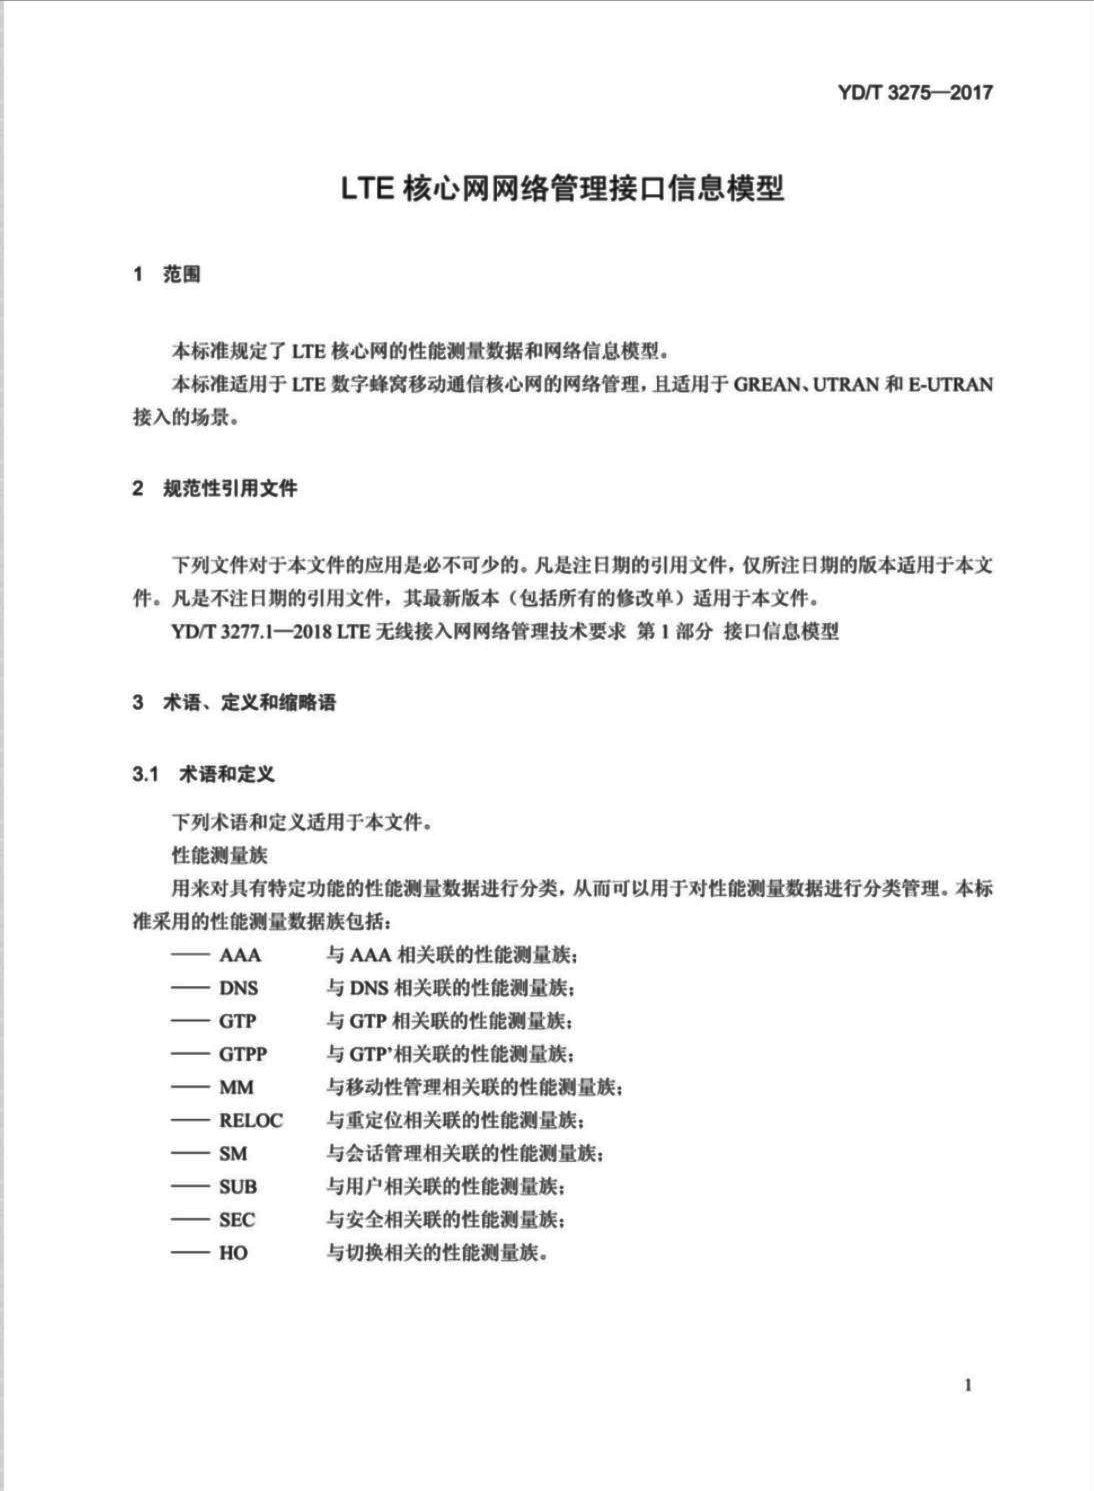 YD/T 3275—2017
LTE 核心网网络管理接口信息模型
1 范围
本标准规定了 LTE 核心网的性能测量数据和网络信息模型。
本标准适用于 LTE 数字蜂窝移动通信核心网的网络管理，且适用于 GREAN、UTRAN 和 E-UTRAN
接入的场景。
2 规范性引用文件
下列文件对于本文件的应用是必不可少的。凡是注日期的引用文件，仅所注日期的版本适用于本文
件。凡是不注日期的引用文件，其最新版本（包括所有的修改单）适用于本文件。
YD/T 3277.1—2018 LTE 无线接入网网络管理技术要求 第 1 部分 接口信息模型
3 术语、定义和缩略语
3.1 术语和定义
下列术语和定义适用于本文件。
性能测量族
用来对具有特定功能的性能测量数据进行分类，从而可以用于对性能测量数据进行分类管理。本标
准采用的性能测量数据族包括：
—— AAA 与 AAA 相关联的性能测量族；
—— DNS 与 DNS 相关联的性能测量族；
—— GTP 与 GTP 相关联的性能测量族；
—— GTPP 与 GTP'相关联的性能测量族；
—— MM 与移动性管理相关联的性能测量族；
—— RELOC 与重定位相关联的性能测量族；
—— SM 与会话管理相关联的性能测量族；
—— SUB 与用户相关联的性能测量族；
—— SEC 与安全相关联的性能测量族；
—— HO 与切换相关的性能测量族。
1